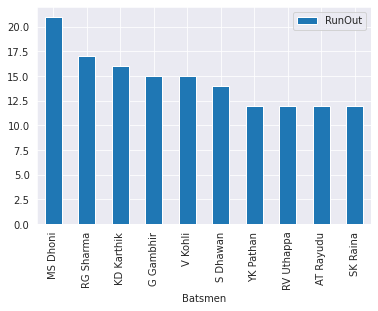 RunOut
20.0
17.5
15.0
12.5
10.0
7.5
5.0
2.5
0.0
MS Dhoni
RG Sharma
KD Karthik
G Gambhir
V Kohli
S Dhawan
YK Pathan
RV Uthappa
AT Rayudu
SK Raina
Batsmen